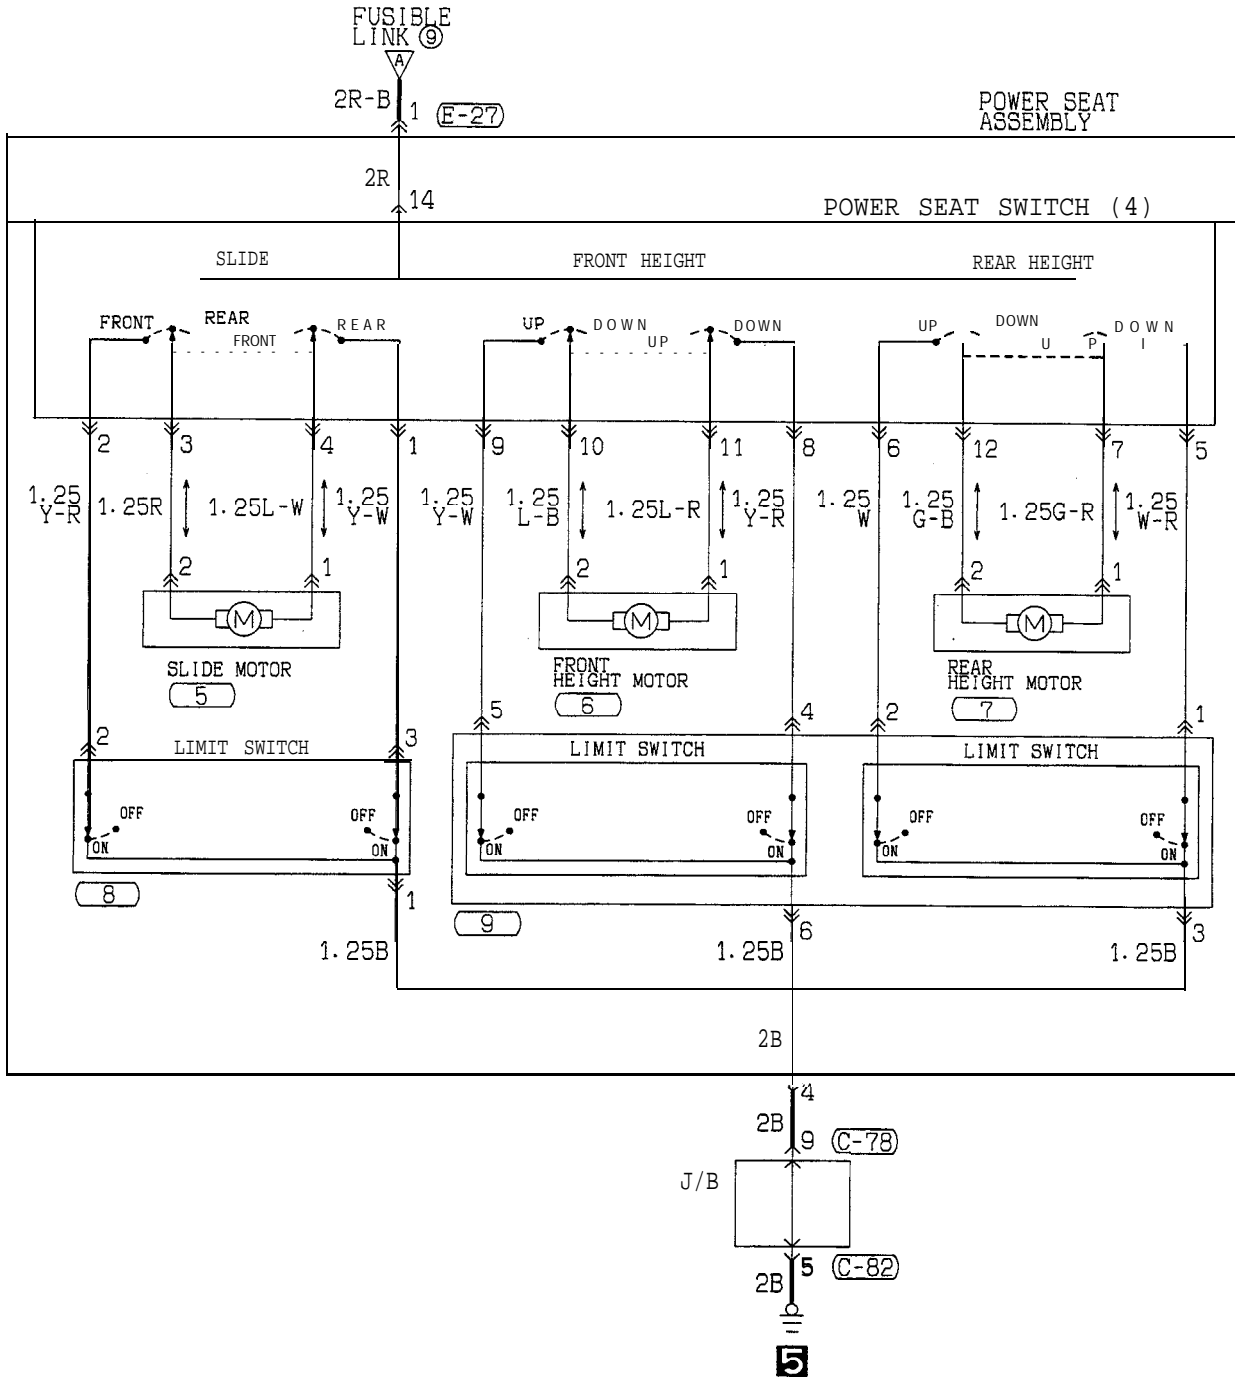 FUSIBLE
LINK ⑨
A
2R-B
1
E-27
POWER SEAT
ASSEMBLY
2R
14
POWER SEAT SWITCH (4)
SLIDE
FRONT HEIGHT
REAR HEIGHT
FRONT
REAR
FRONT
REAR
UP
DOWN
UP
DOWN
UP
DOWN
UP
DOWN
2
3
4
1
9
10
11
8
6
12
7
5
1.25
Y-R
1.25R
1.25L-W
1.25
Y-W
1.25
Y-W
1.25
L-B
1.25L-R
1.25
Y-R
1.25
W
1.25
G-B
1.25G-R
1.25
W-R
2
1
2
1
2
1
M
M
M
SLIDE MOTOR
5
FRONT
HEIGHT MOTOR
6
REAR
HEIGHT MOTOR
7
2
3
5
4
2
1
LIMIT SWITCH
LIMIT SWITCH
LIMIT SWITCH
OFF
OFF
OFF
OFF
OFF
OFF
ON
ON
ON
ON
ON
ON
8
1
9
6
3
1.25B
1.25B
1.25B
2B
4
2B
9
C-78
J/B
5
C-82
2B
5